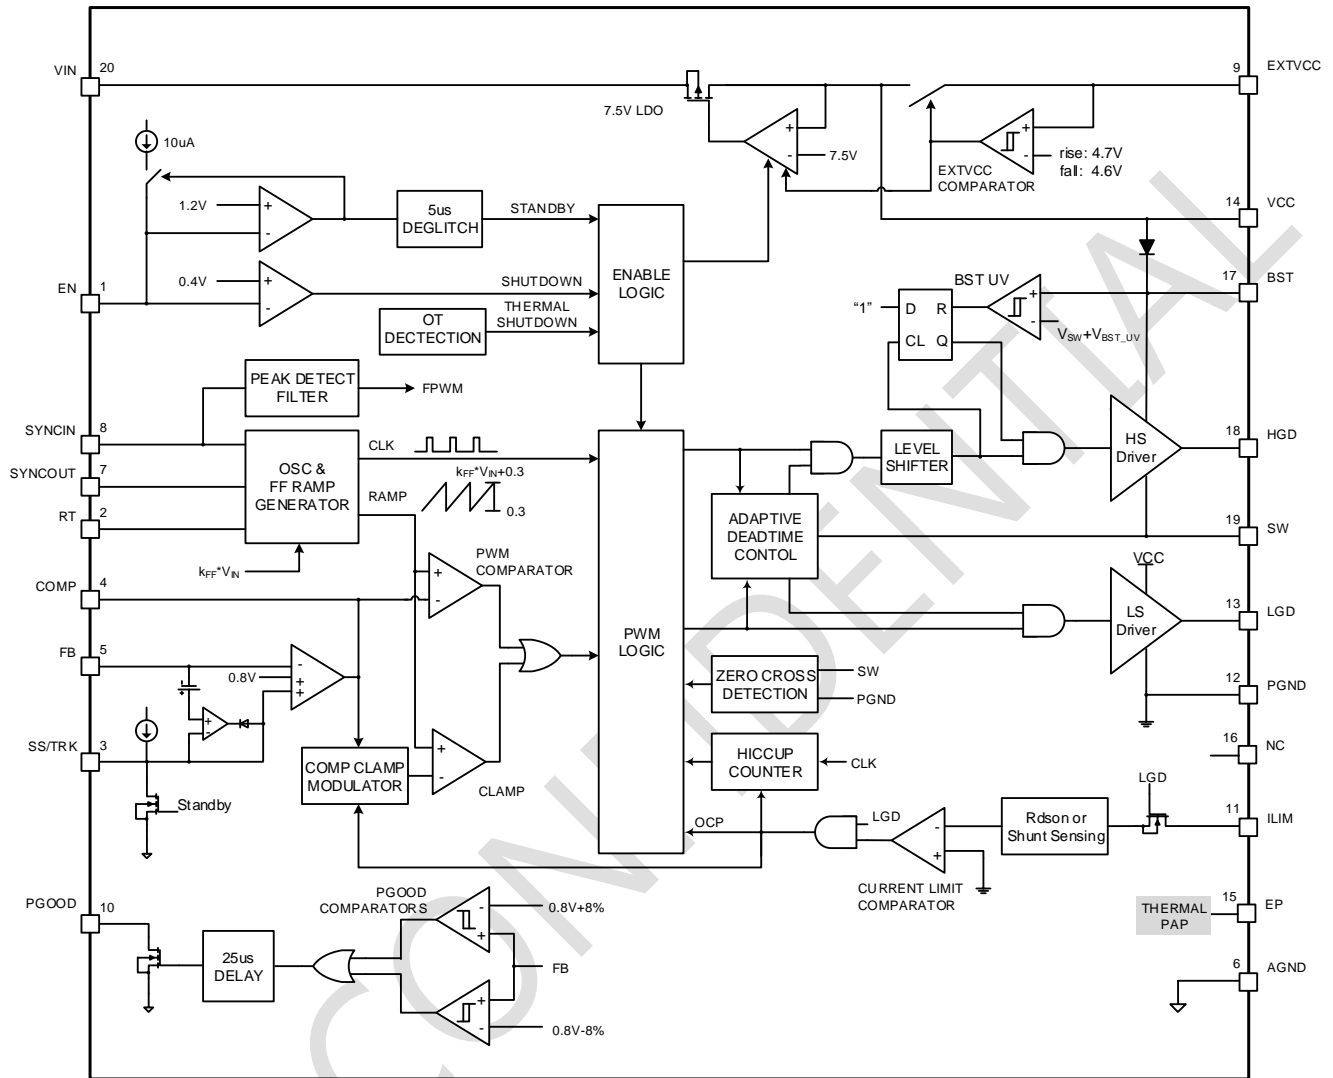 VIN
20
9
EXTVCC
7.5V LDO
+
-
7.5V
+
-
rise: 4.7V
fall: 4.6V
EXTVCC
COMPARATOR
10uA
1.2V
+
-
5us
DEGLITCH
STANDBY
14
VCC
EN
1
0.4V
+
-
SHUTDOWN
THERMAL
SHUTDOWN
OT
DECTECTION
ENABLE
LOGIC
17
BST
BST UV
+
-
VSW+VBST_UV
"1"
D
R
CL
Q
PEAK DETECT
FILTER
FPWM
SYNCIN
8
SYNCOUT
7
RT
2
OSC &
FF RAMP
GENERATOR
CLK
RAMP
kFF*VIN+0.3
0.3
kFF*VIN
LEVEL
SHIFTER
HS
Driver
18
HGD
ADAPTIVE
DEADTIME
CONTOL
19
SW
COMP
4
+
-
PWM
COMPARATOR
VCC
LS
Driver
13
LGD
FB
5
0.8V
-
+
+
+
-
PWM
LOGIC
ZERO CROSS
DETECTION
SW
PGND
12
PGND
SS/TRK
3
Standby
COMP CLAMP
MODULATOR
+
-
CLAMP
HICCUP
COUNTER
CLK
16
NC
OCP
LGD
-
+
CURRENT LIMIT
COMPARATOR
Rdson or
Shunt Sensing
LGD
11
ILIM
PGOOD
10
25us
DELAY
PGOOD
COMPARATORS
-
+
0.8V+8%
FB
+
-
0.8V-8%
THERMAL
PAP
15
EP
6
AGND
CONFIDENTIAL